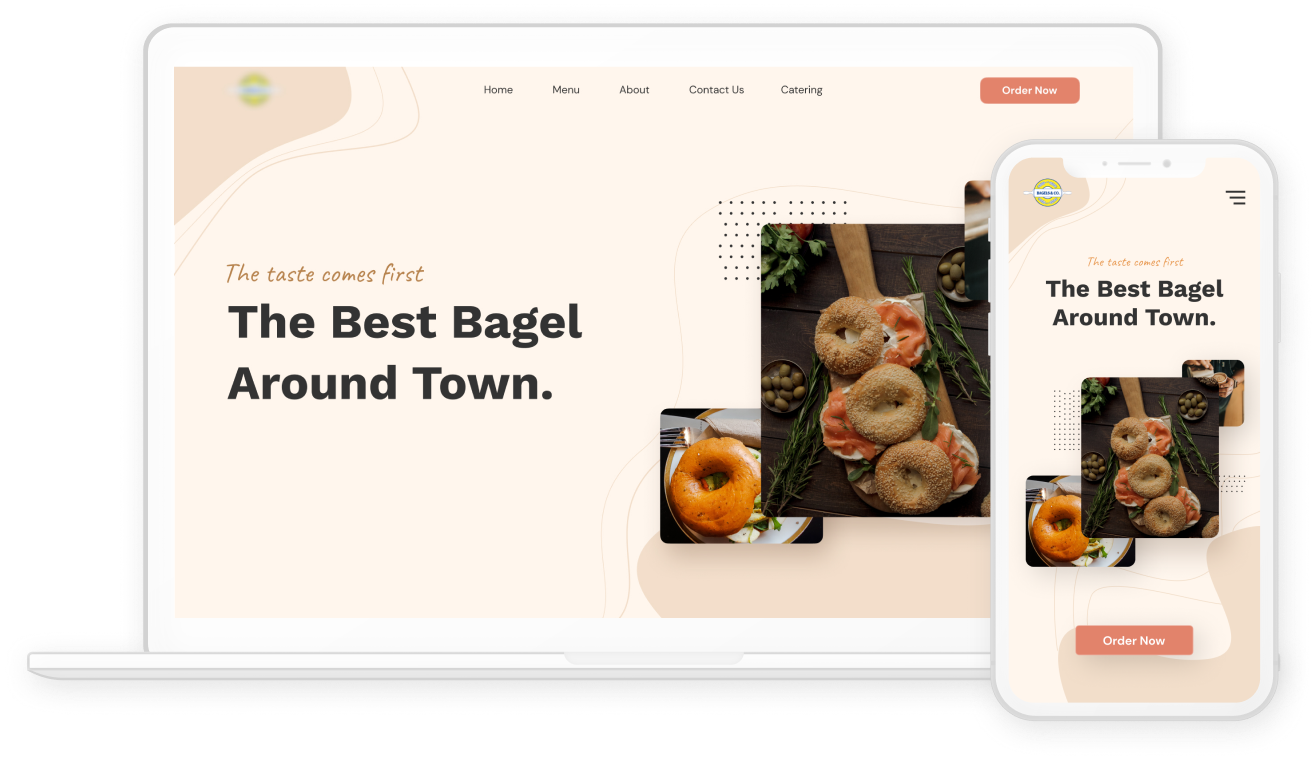 Home Menu About Contact Us Catering Order Now
The taste comes first
The Best Bagel
Around Town.
BAGELS & CO.
The taste comes first
The Best Bagel
Around Town.
Order Now